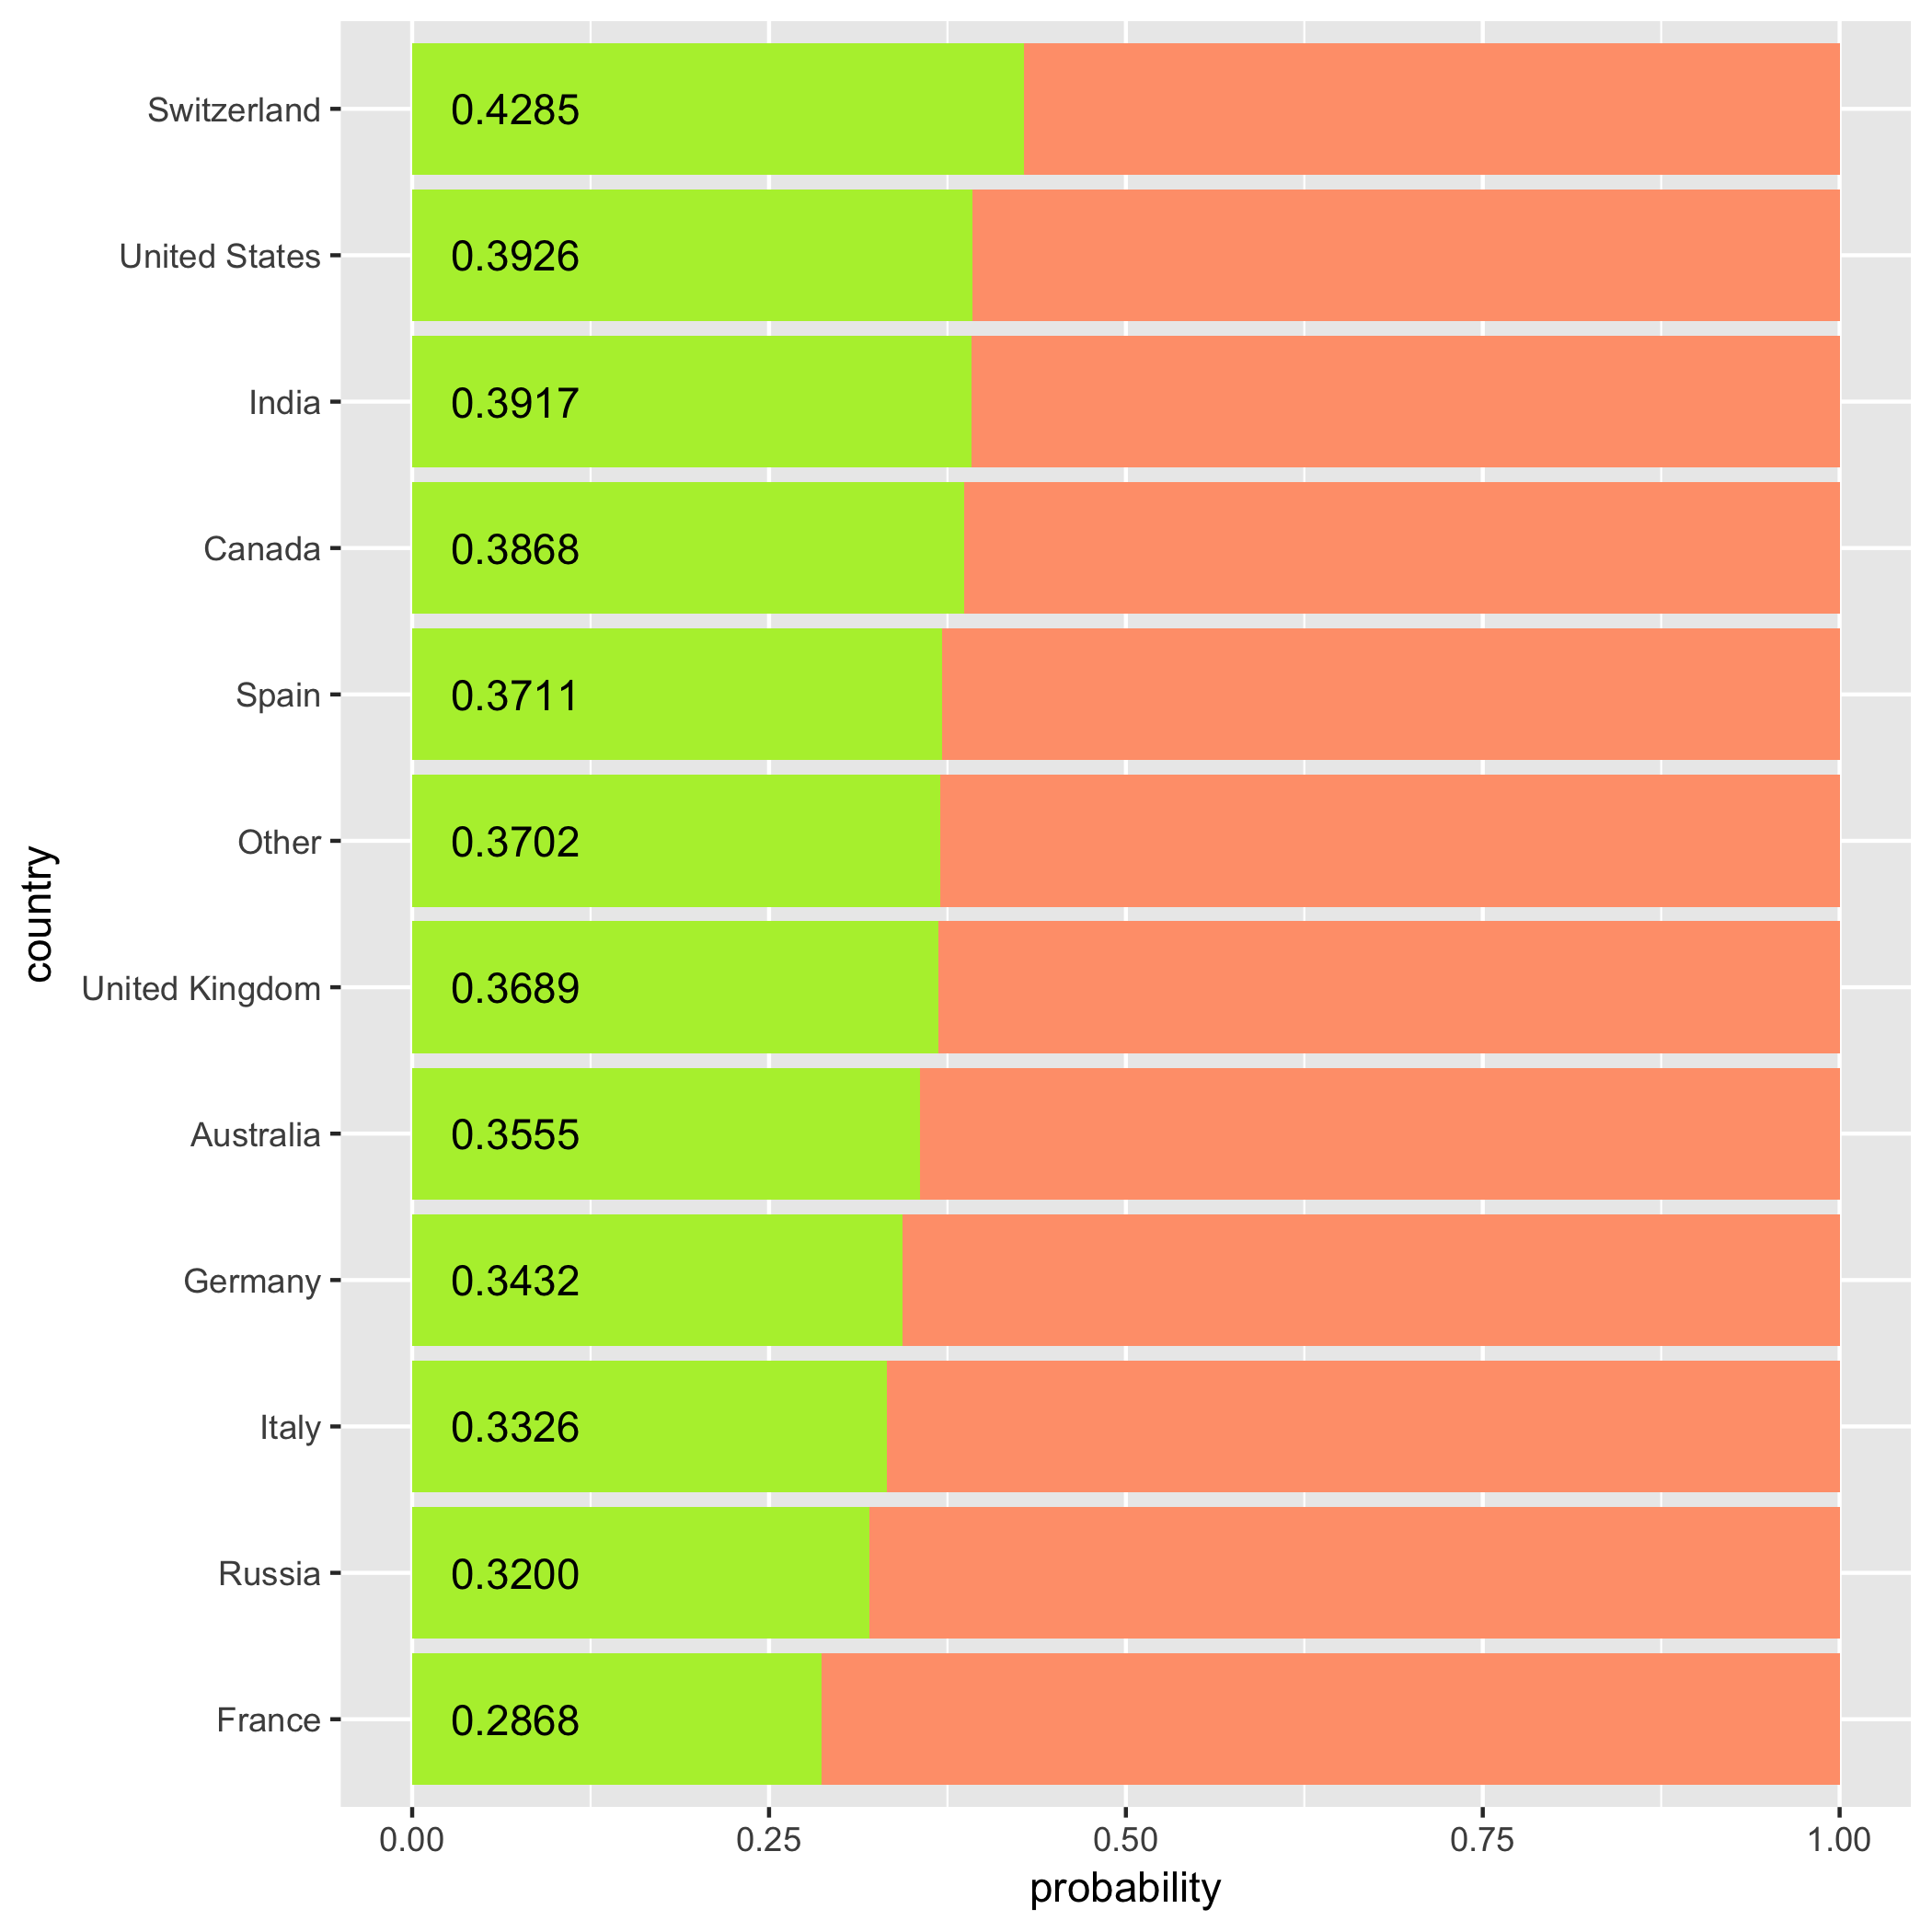 country
Switzerland 0.4285
United States 0.3926
India 0.3917
Canada 0.3868
Spain 0.3711
Other 0.3702
United Kingdom 0.3689
Australia 0.3555
Germany 0.3432
Italy 0.3326
Russia 0.3200
France 0.2868
0.00 0.25 0.50 0.75 1.00
probability